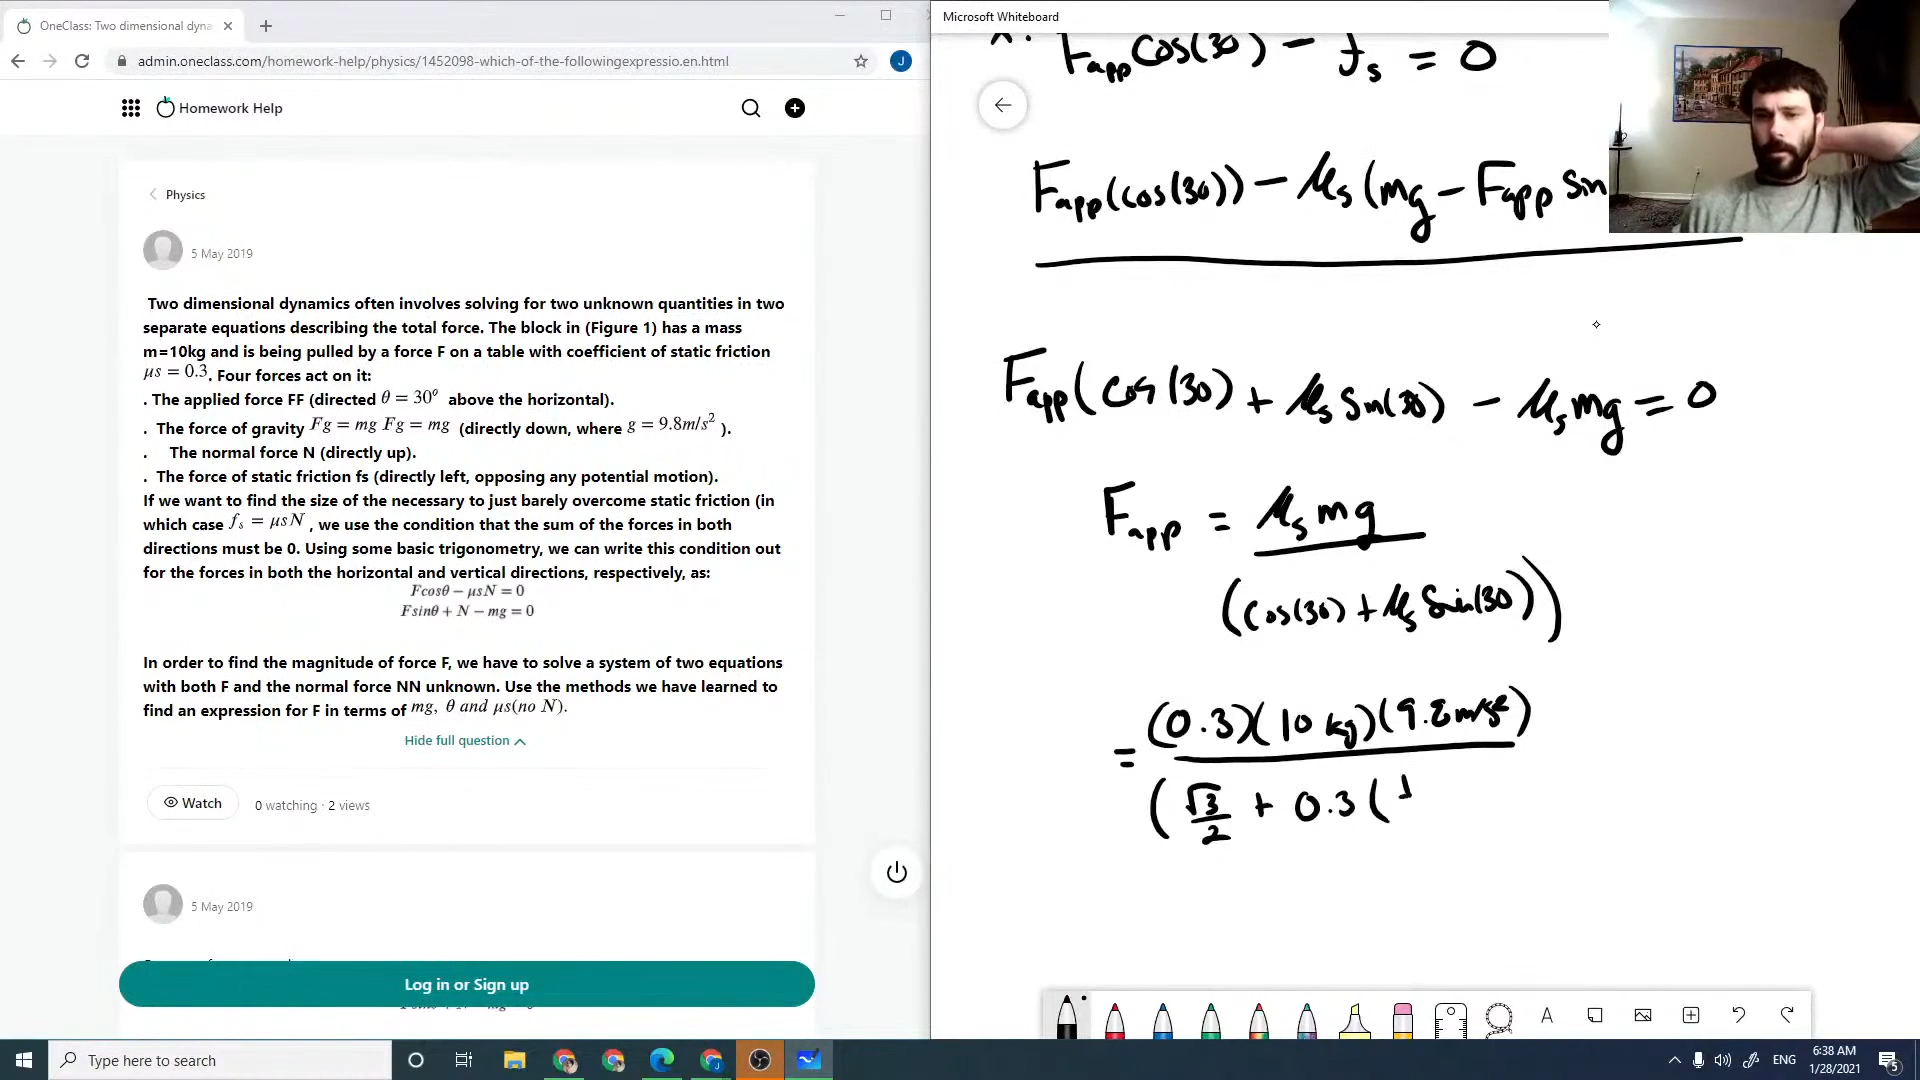 OneClass: Two dimensional dyna
admin.oneclass.com/homework-help/physics/1452098-which-of-the-followingexpressio.en.html
J
Homework Help
Physics
5 May 2019
Two dimensional dynamics often involves solving for two unknown quantities in two
separate equations describing the total force. The block in (Figure 1) has a mass
m=10kg and is being pulled by a force F on a table with coefficient of static friction
μs = 0.3. Four forces act on it:
. The applied force FF (directed θ = 30° above the horizontal).
. The force of gravity Fg = mg Fg = mg (directly down, where g = 9.8m/s² ).
. The normal force N (directly up).
. The force of static friction fs (directly left, opposing any potential motion).
If we want to find the size of the necessary to just barely overcome static friction (in
which case fₛ = μsN , we use the condition that the sum of the forces in both
directions must be 0. Using some basic trigonometry, we can write this condition out
for the forces in both the horizontal and vertical directions, respectively, as:
Fcosθ − μsN = 0
Fsinθ + N − mg = 0
In order to find the magnitude of force F, we have to solve a system of two equations
with both F and the normal force NN unknown. Use the methods we have learned to
find an expression for F in terms of mg, θ and μs(no N).
Hide full question
Watch 0 watching · 2 views
5 May 2019
Log in or Sign up
Microsoft Whiteboard
x: Fapp cos(30) − fs = 0
Fapp(cos(30)) − μs(mg − Fapp sin
Fapp(cos(30) + μs sin(30) − μs mg = 0
Fapp = μs mg
(cos(30) + μs sin(30))
= (0.3)(10 kg)(9.8 m/s²)
(√3/2 + 0.3 (1
A
Type here to search
J
ENG
6:38 AM
1/28/2021
5